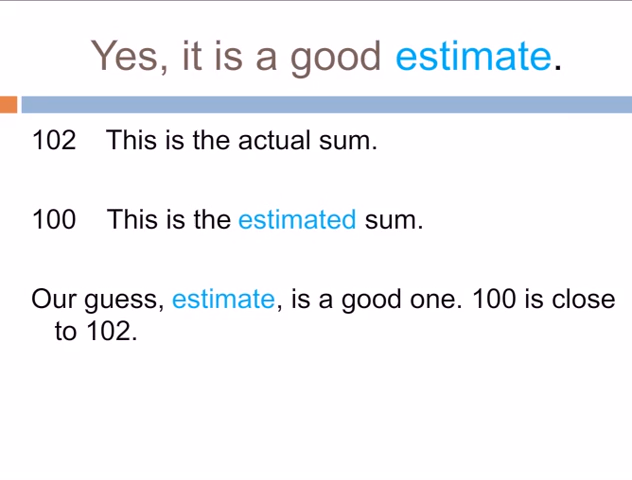 Yes, it is a good estimate.
102 This is the actual sum.
100 This is the estimated sum.
Our guess, estimate, is a good one. 100 is close
to 102.